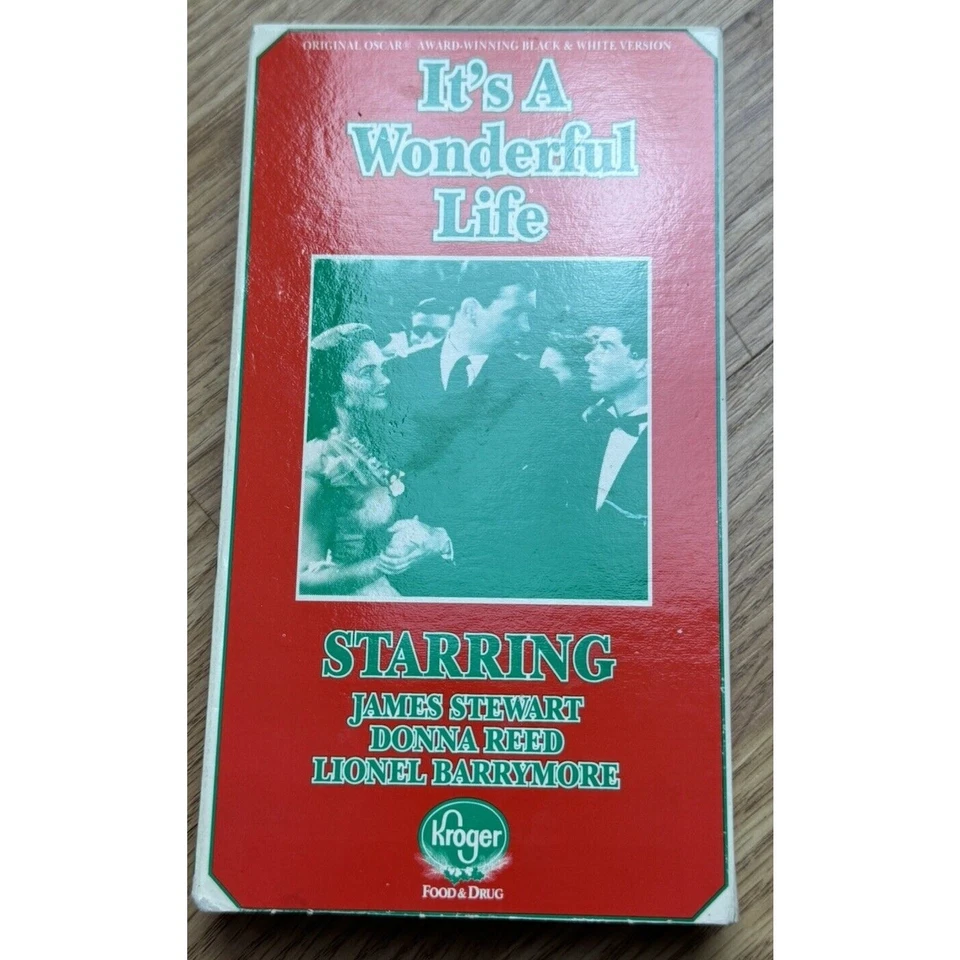 ORIGINAL OSCAR® AWARD-WINNING BLACK & WHITE VERSION
It's A
Wonderful
Life
STARRING
JAMES STEWART
DONNA REED
LIONEL BARRYMORE
Kroger
FOOD & DRUG